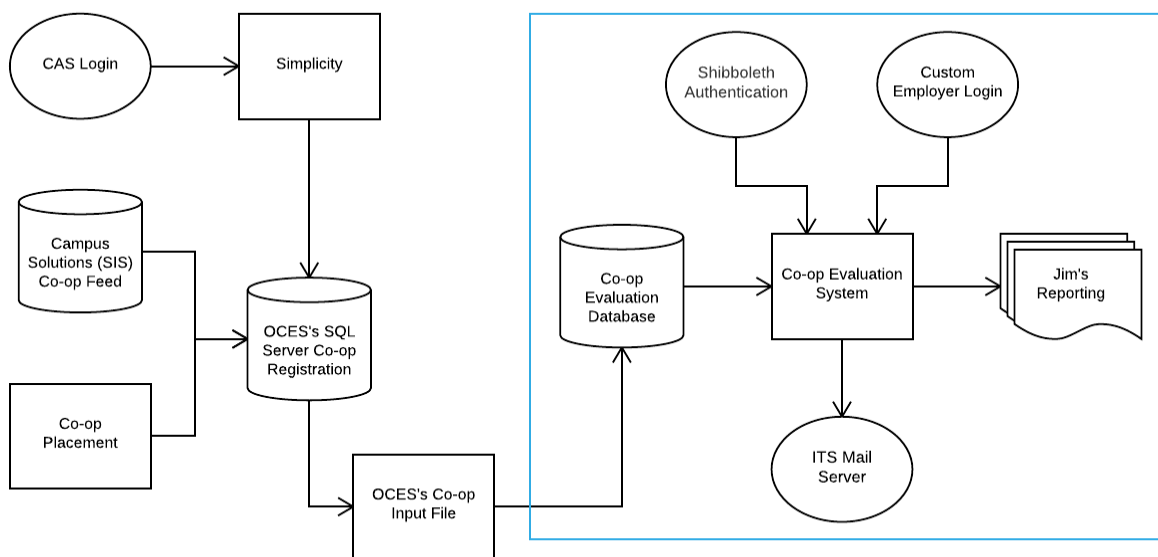 CAS Login
Simplicity
Shibboleth
Authentication
Custom
Employer Login
Campus
Solutions (SIS)
Co-op Feed
Co-op
Evaluation
Database
Co-op Evaluation
System
Jim's
Reporting
OCES's SQL
Server Co-op
Registration
Co-op
Placement
ITS Mail
Server
OCES's Co-op
Input File